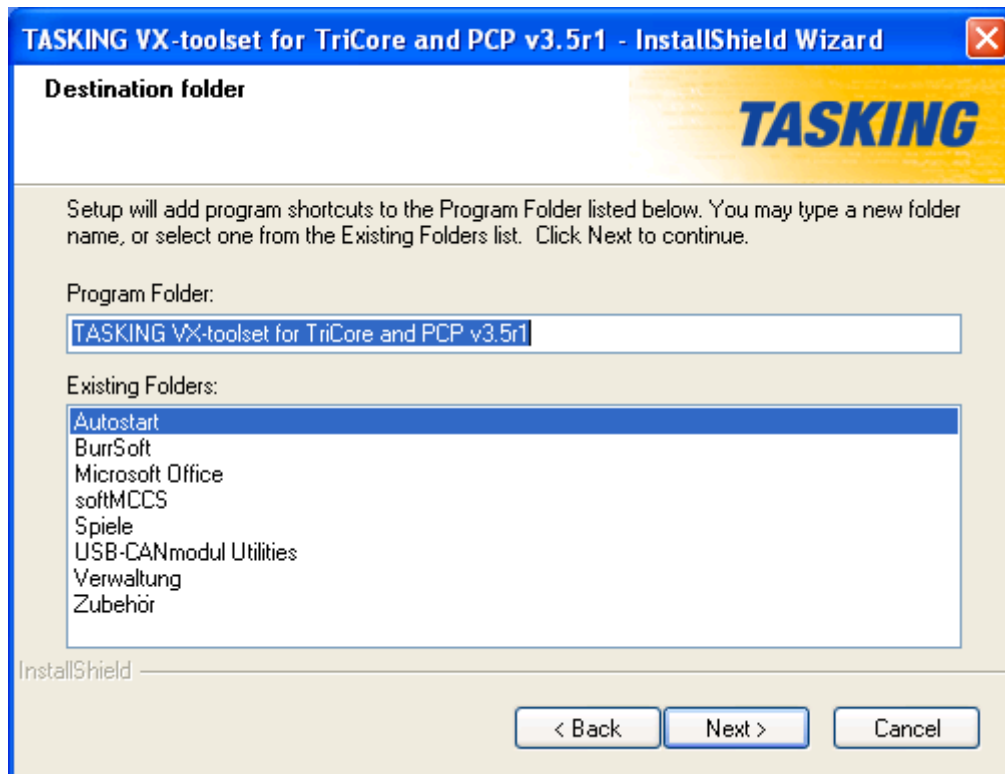 TASKING VX-toolset for TriCore and PCP v3.5r1 - InstallShield Wizard
Destination folder
TASKING
Setup will add program shortcuts to the Program Folder listed below. You may type a new folder
name, or select one from the Existing Folders list. Click Next to continue.
Program Folder:
TASKING VX-toolset for TriCore and PCP v3.5r1
Existing Folders:
Autostart
BurrSoft
Microsoft Office
softMCCS
Spiele
USB-CANmodul Utilities
Verwaltung
Zubehör
InstallShield
< Back Next > Cancel